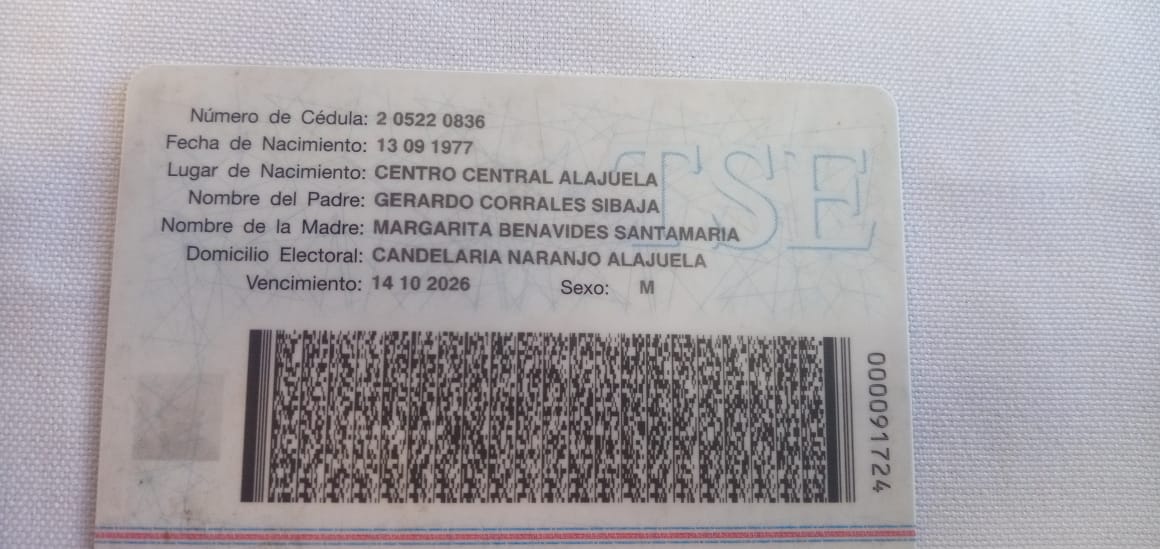 Número de Cédula: 2 0522 0836
Fecha de Nacimiento: 13 09 1977
Lugar de Nacimiento: CENTRO CENTRAL ALAJUELA
Nombre del Padre: GERARDO CORRALES SIBAJA
Nombre de la Madre: MARGARITA BENAVIDES SANTAMARIA
Domicilio Electoral: CANDELARIA NARANJO ALAJUELA
Vencimiento: 14 10 2026 Sexo: M
TSE
000091724